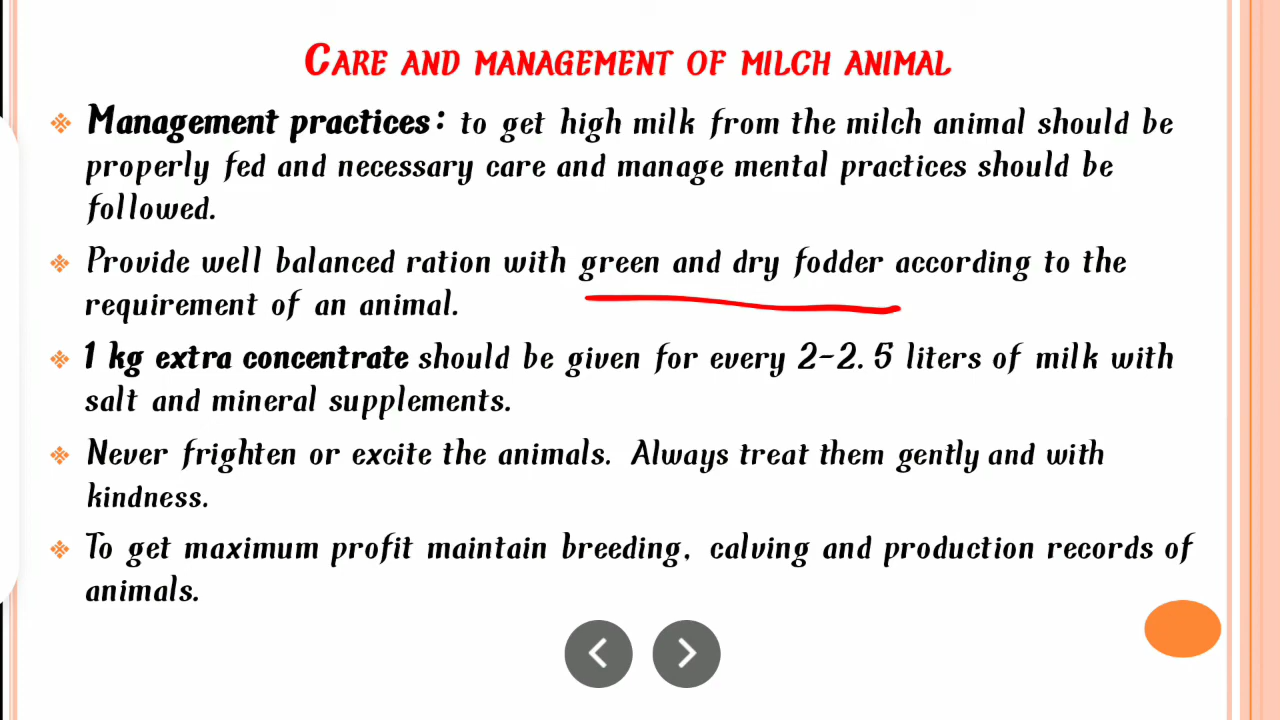 CARE AND MANAGEMENT OF MILCH ANIMAL
Management practices: to get high milk from the milch animal should be
properly fed and necessary care and manage mental practices should be
followed.
Provide well balanced ration with green and dry fodder according to the
requirement of an animal.
1 kg extra concentrate should be given for every 2-2.5 liters of milk with
salt and mineral supplements.
Never frighten or excite the animals. Always treat them gently and with
kindness.
To get maximum profit maintain breeding, calving and production records of
animals.